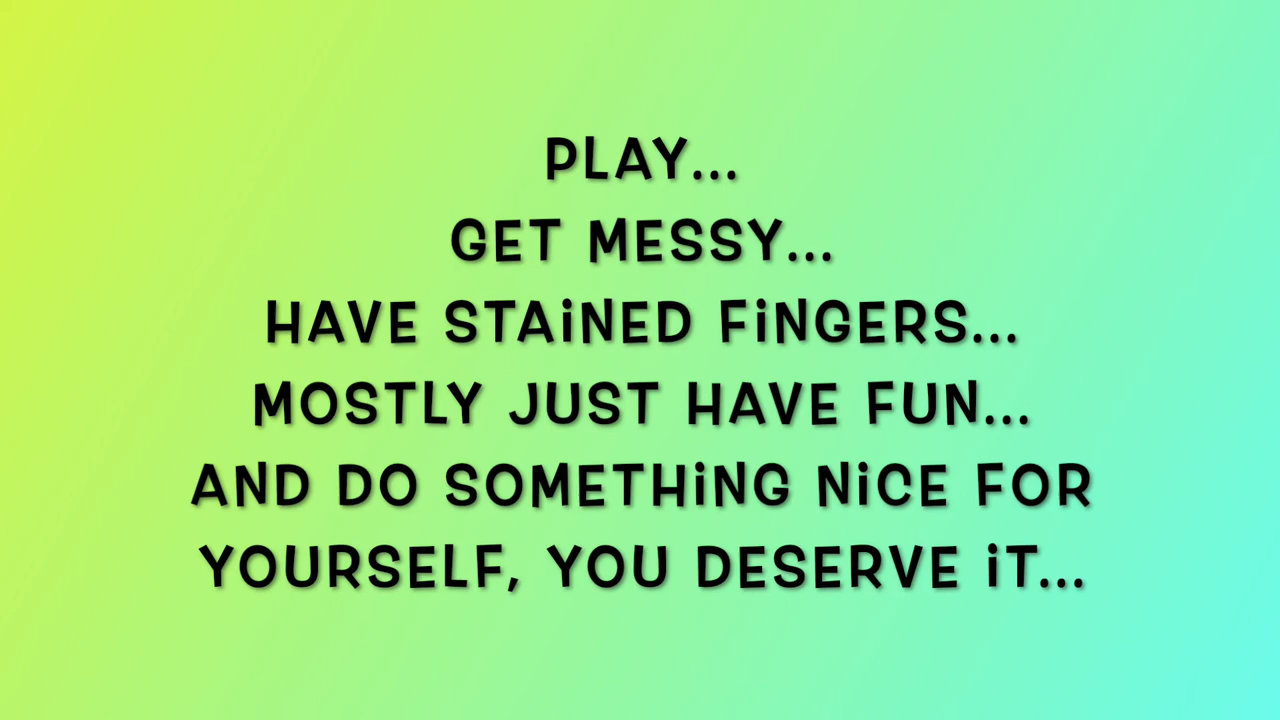 PLAY...
GET MESSY...
HAVE STAiNED FiNGERS...
MOSTLY JUST HAVE FUN...
AND DO SOMETHiNG NiCE FOR
YOURSELF, YOU DESERVE iT...